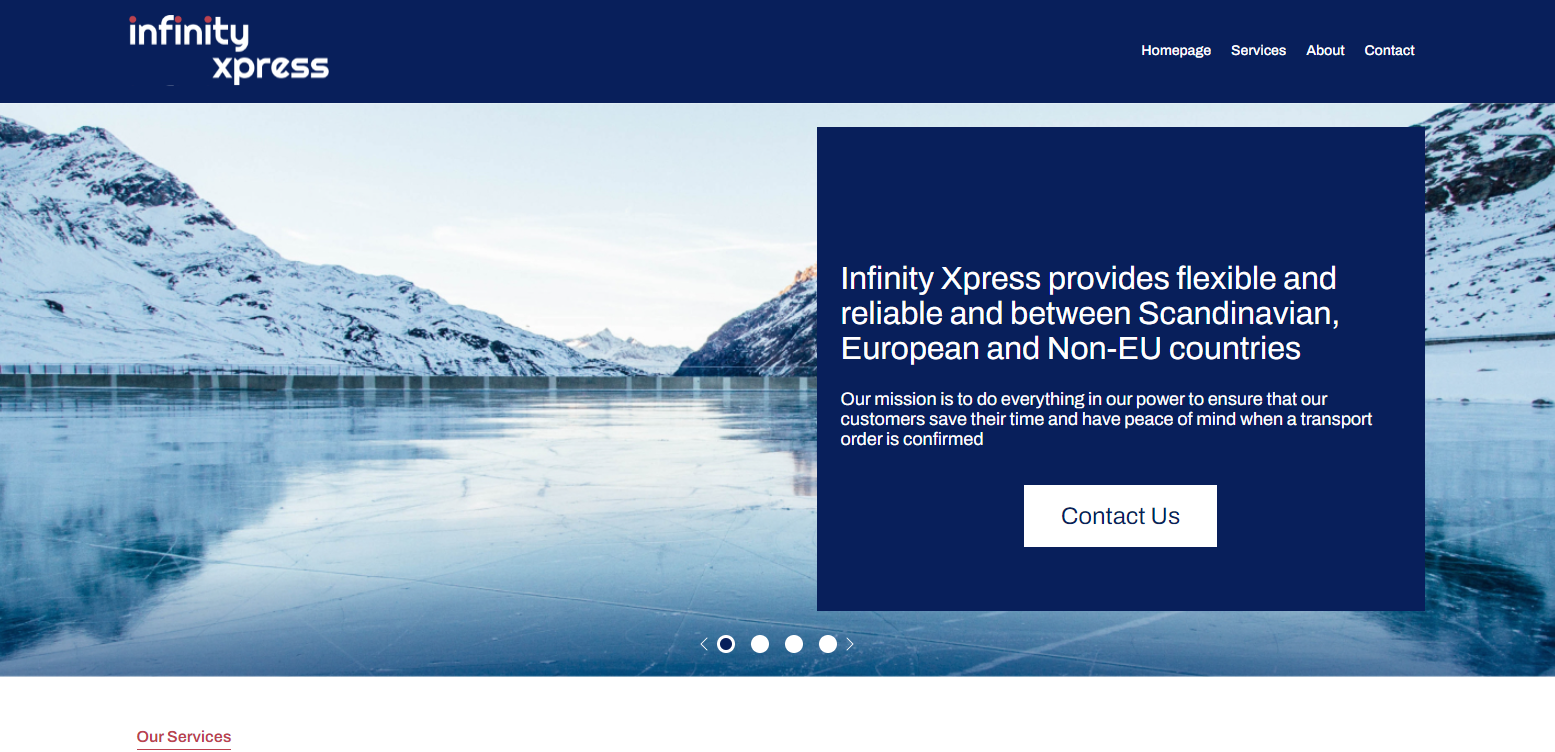 infinity
xpress
Homepage Services About Contact
Infinity Xpress provides flexible and
reliable and between Scandinavian,
European and Non-EU countries
Our mission is to do everything in our power to ensure that our
customers save their time and have peace of mind when a transport
order is confirmed
Contact Us
Our Services